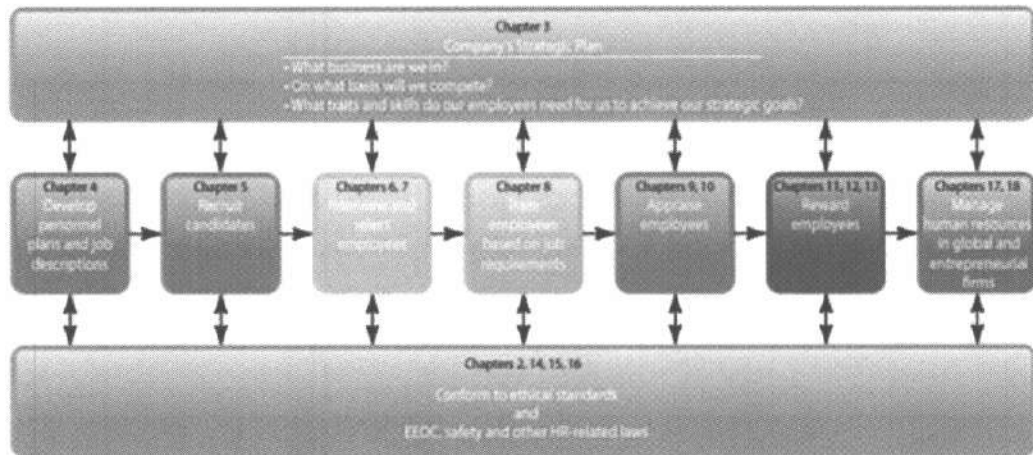 Chapter 3
Company's Strategic Plan
• What business are we in?
• On what basis will we compete?
• What traits and skills do our employees need for us to achieve our strategic goals?
Chapter 4
Develop
personnel
plans and job
descriptions
Chapter 5
Recruit
candidates
Chapters 6, 7
select
employees
Chapter 8
employees
based on job
requirements
Chapters 9, 10
Appraise
employees
Chapters 11, 12, 13
Reward
employees
Chapters 17, 18
Manage
human resources
in global and
entrepreneurial
firms
Chapters 2, 14, 15, 16
Conform to ethical standards
and
EEOC, safety and other HR-related laws